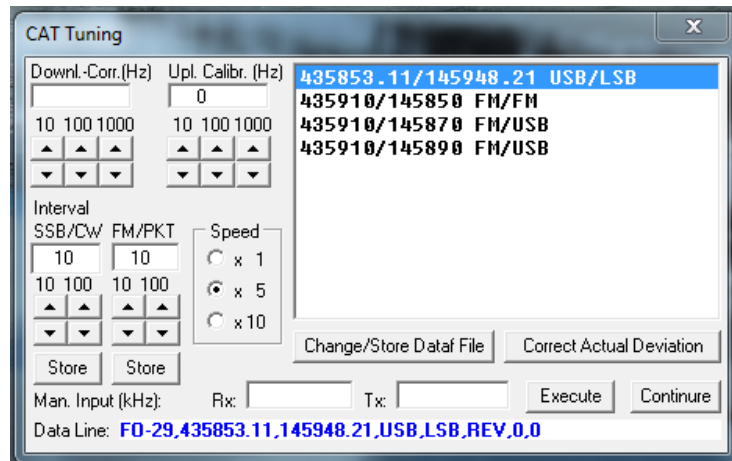 CAT Tuning
x
Downl.-Corr.(Hz) Upl. Calibr. (Hz)
0
10 100 1000 10 100 1000
435853.11/145948.21 USB/LSB
435910/145850 FM/FM
435910/145870 FM/USB
435910/145890 FM/USB
Interval
SSB/CW FM/PKT
10 10
10 100 10 100
Store Store
Speed
x 1
x 5
x 10
Change/Store Dataf File Correct Actual Deviation
Man. Input (kHz): Rx: Tx: Execute Continure
Data Line: FO-29,435853.11,145948.21,USB,LSB,REV,0,0